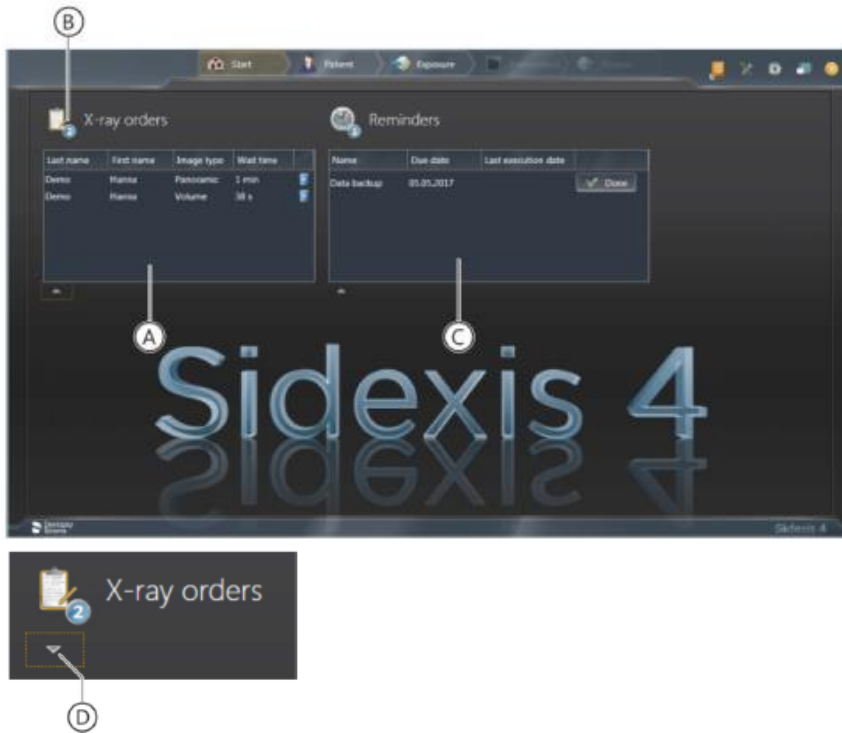 B
Start Patient Exposure
X-ray orders
Reminders
Last name First name Image type Wait time
Name Due date Last execution date
Demo Hanna Panoramic 1 min
Data backup 05.05.2017 Done
Demo Hanna Volume 38 s
A
C
Sidexis 4
Sidexis 4
X-ray orders
2
D